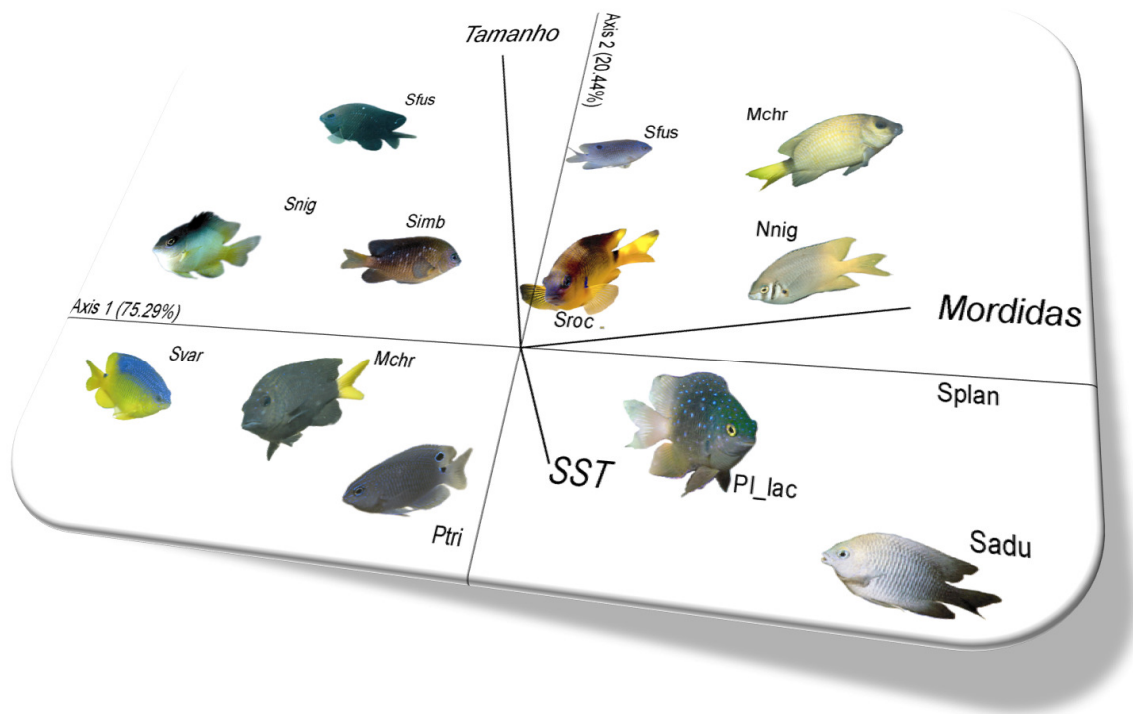 Tamanho
Axis 2 (20.44%)
Sfus
Sfus
Mchr
Snig
Simb
Nnig
Axis 1 (75.29%)
Sroc
Mordidas
Svar
Mchr
Splan
SST
Pl_lac
Ptri
Sadu